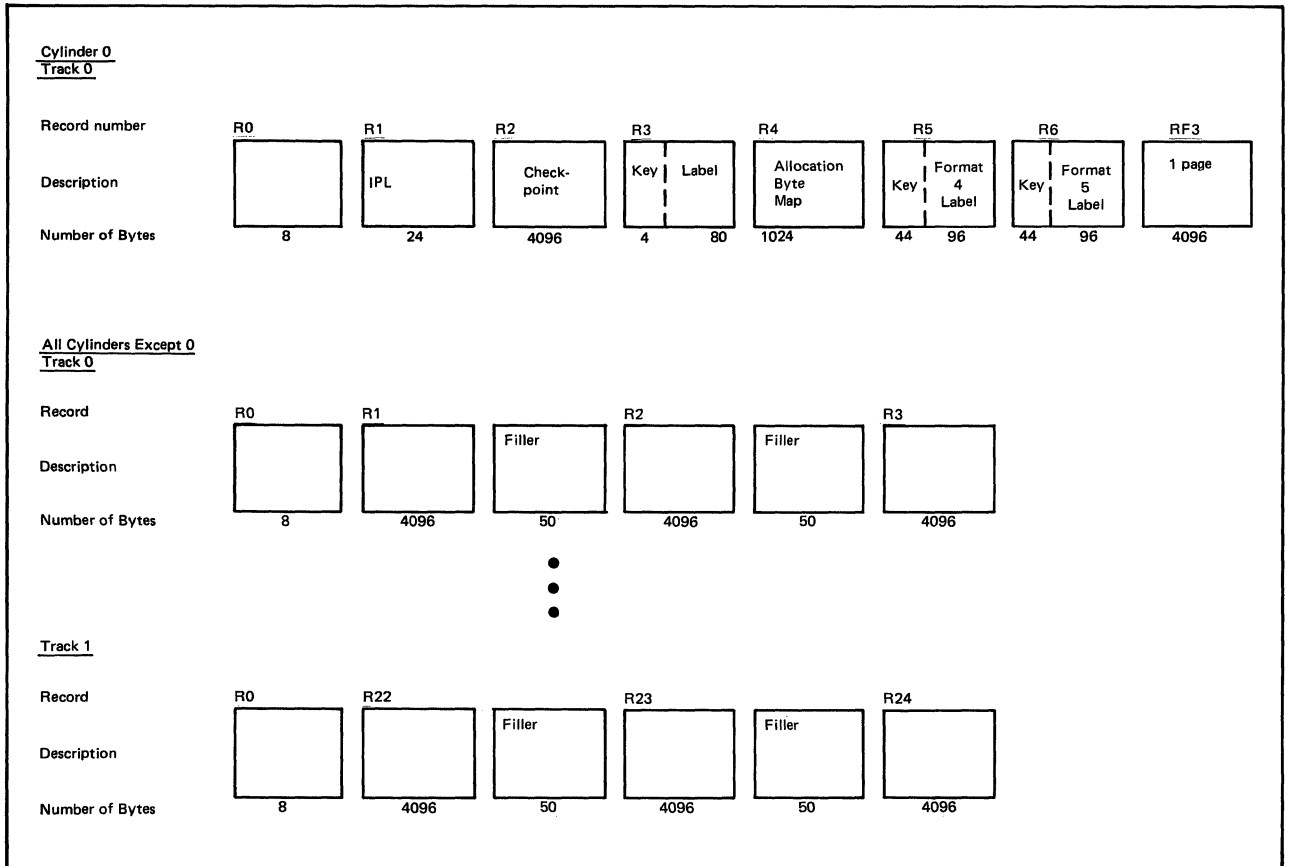 Cylinder 0
Track 0
Record number R0 R1 R2 R3 R4 R5 R6 RF3
Description IPL Check-point Key Label Allocation Byte Map Key Format 4 Label Key Format 5 Label 1 page
Number of Bytes 8 24 4096 4 80 1024 44 96 44 96 4096
All Cylinders Except 0
Track 0
Record R0 R1 R2 R3
Filler Filler
Description
Number of Bytes 8 4096 50 4096 50 4096
Track 1
Record R0 R22 R23 R24
Filler Filler
Description
Number of Bytes 8 4096 50 4096 50 4096